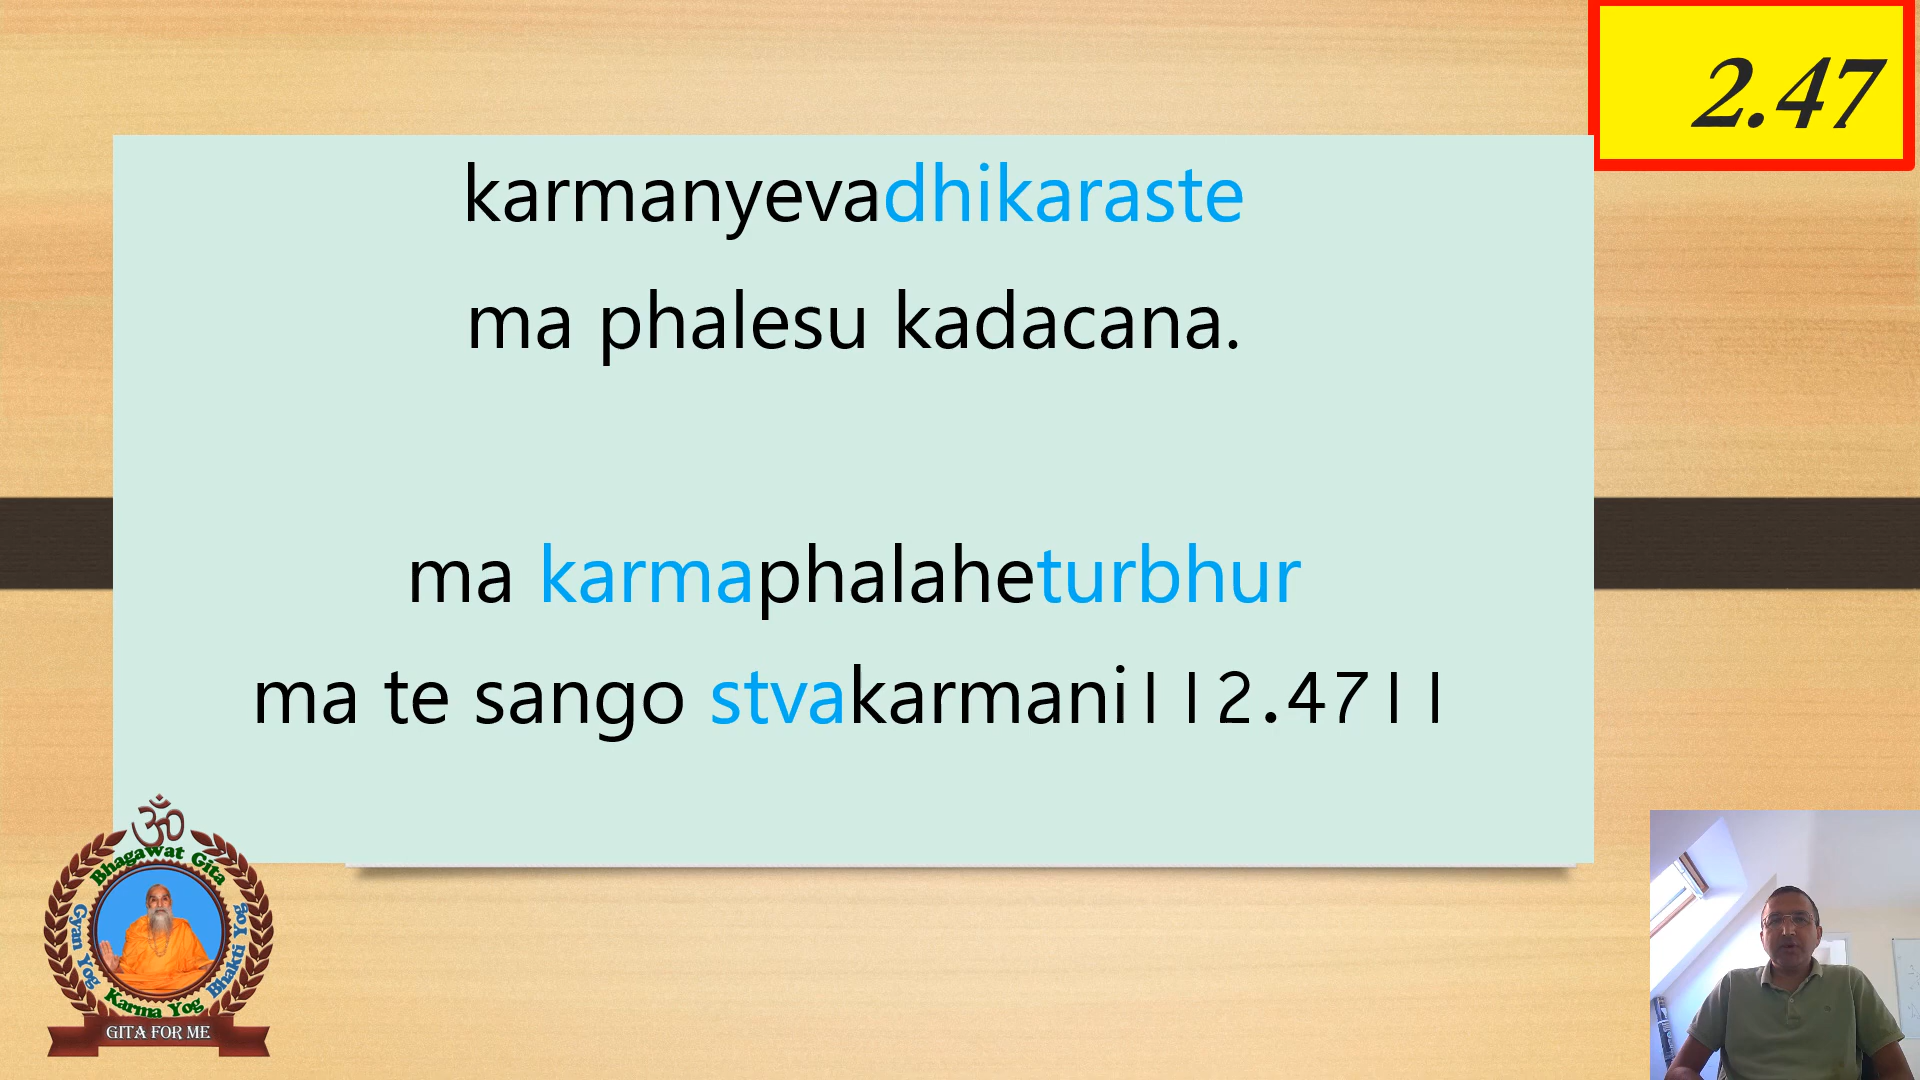 2.47
karmanyevadhikaraste
ma phalesu kadacana.
ma karmaphalaheturbhur
ma te sango stvakarmani||2.47||
ॐ
Bhagawat Gita
Gyan Yog
Bhakti Yog
Karma Yog
GITA FOR ME